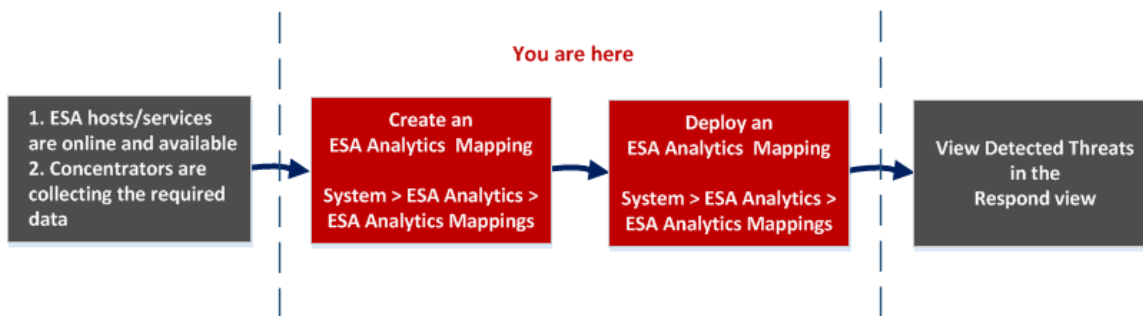 You are here
1. ESA hosts/services
are online and available
2. Concentrators are
collecting the required
data
Create an
ESA Analytics Mapping
System > ESA Analytics >
ESA Analytics Mappings
Deploy an
ESA Analytics Mapping
System > ESA Analytics >
ESA Analytics Mappings
View Detected Threats
in the
Respond view